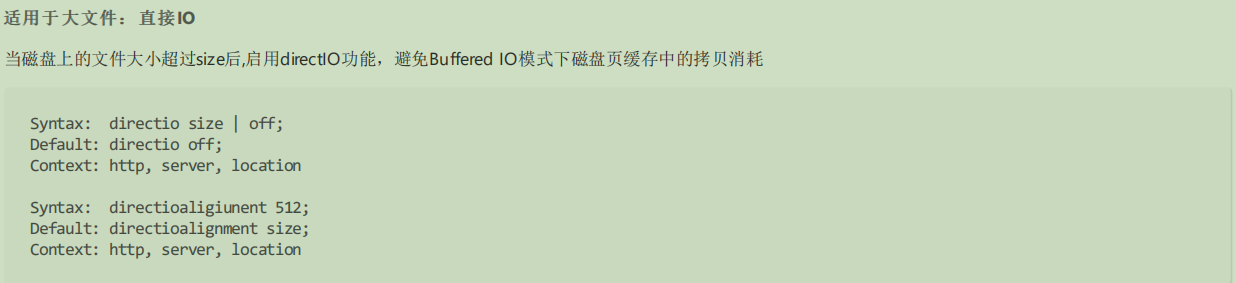 适用于大文件：直接IO
当磁盘上的文件大小超过size后,启用directIO功能，避免Buffered IO模式下磁盘页缓存中的拷贝消耗
Syntax:  directio size | off;
Default: directio off;
Context: http, server, location
Syntax:  directioaligiunent 512;
Default: directioalignment size;
Context: http, server, location